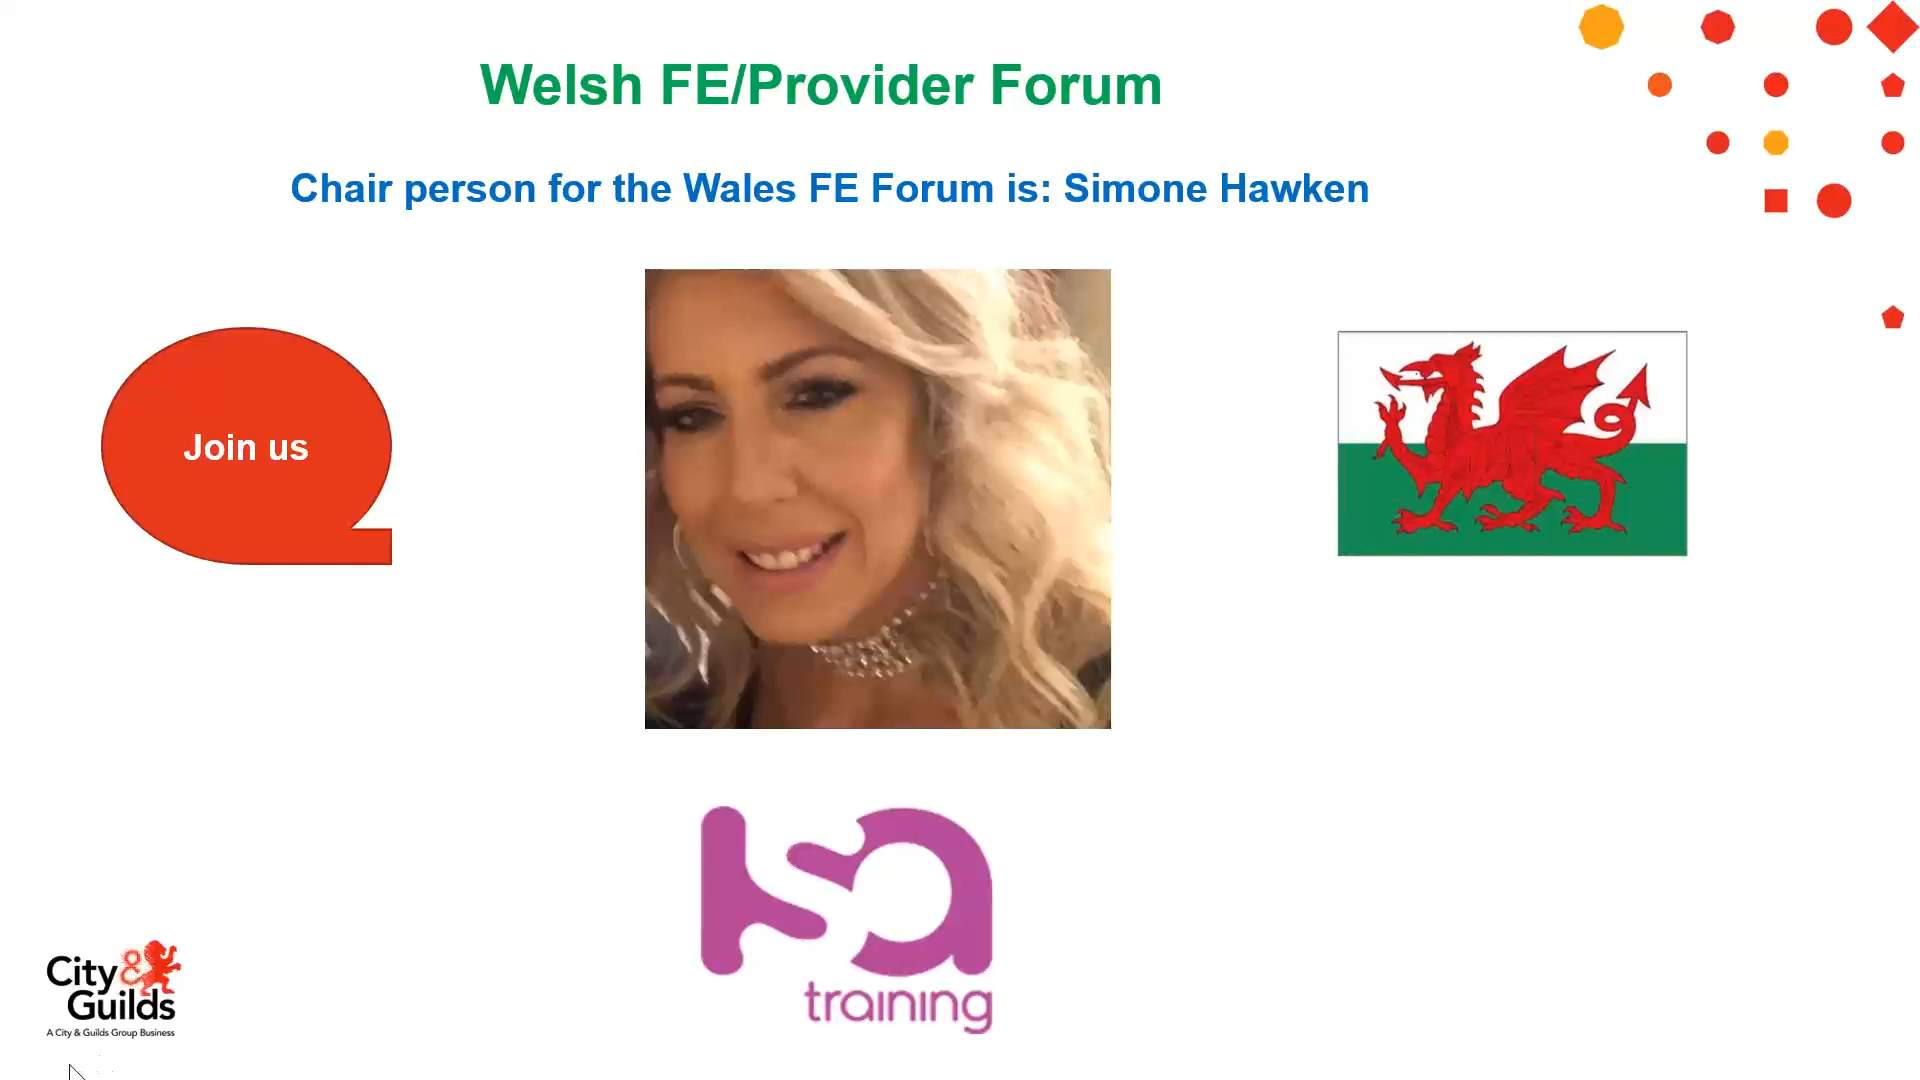 Welsh FE/Provider Forum
Chair person for the Wales FE Forum is: Simone Hawken
Join us
City & Guilds
A City & Guilds Group Business
training